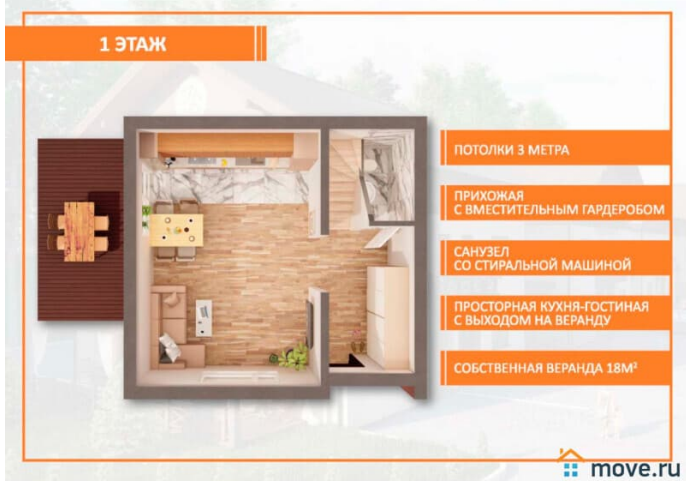 1 ЭТАЖ
ПОТОЛКИ 3 МЕТРА
ПРИХОЖАЯ
С ВМЕСТИТЕЛЬНЫМ ГАРДЕРОБОМ
САНУЗЕЛ
СО СТИРАЛЬНОЙ МАШИНОЙ
ПРОСТОРНАЯ КУХНЯ-ГОСТИНАЯ
С ВЫХОДОМ НА ВЕРАНДУ
СОБСТВЕННАЯ ВЕРАНДА 18М²
move.ru